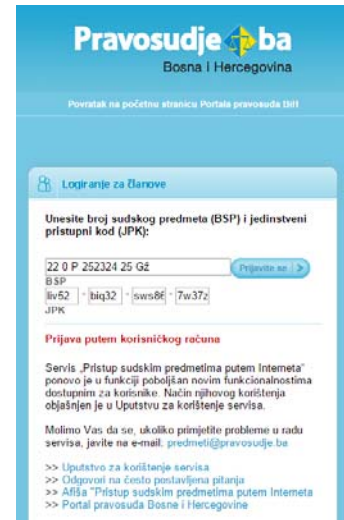 Pravosudje ba
Bosna i Hercegovina
Povratak na početnu stranicu Portala pravosuđa BiH
Logiranje za članove
Unesite broj sudskog predmeta (BSP) i jedinstveni
pristupni kod (JPK):
22 0 P 252324 25 Gž
Prijavite se
BSP
liv52 - biq32 - sws86 - 7w37z
JPK
Prijava putem korisničkog računa
Servis „Pristup sudskim predmetima putem Interneta"
ponovo je u funkciji poboljšan novim funkcionalnostima
dostupnim za korisnike. Način njihovog korištenja
objašnjen je u Uputstvu za korištenje servisa.
Molimo Vas da se, ukoliko primjetite probleme u radu
servisa, javite na e-mail: predmeti@pravosudje.ba
>> Uputstvo za korištenje servisa
>> Odgovori na često postavljena pitanja
>> Afiša "Pristup sudskim predmetima putem Interneta
>> Portal pravosuđa Bosne i Hercegovine